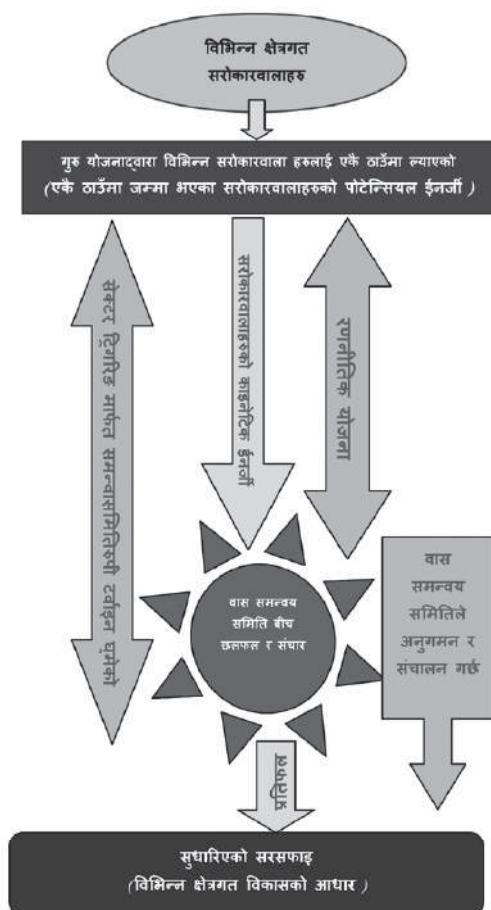 विभिन्न क्षेत्रगत
सरोकारवालाहरु
गुरु योजनाद्वारा विभिन्न सरोकारवाला हरुलाई एकै ठाउँमा ल्याएको
(एकै ठाउँमा जम्मा भएका सरोकारवालाहरुको पोटेन्सियल ईनर्जी )
सेक्टर ट्रिगरिङ मार्फत समन्वासमितिरुपी टर्वाइन घुमेको
सरोकारवालाहरुको काइनेटिक ईनर्जी
रणनीतिक योजना
वास समन्वय
समिति बीच
छलफल र संचार
वास
समन्वय
समितिले
अनुगमन र
संचालन गर्छ
प्रतिफल
सुधारिएको सरसफाइ
(विभिन्न क्षेत्रगत विकासको आधार )